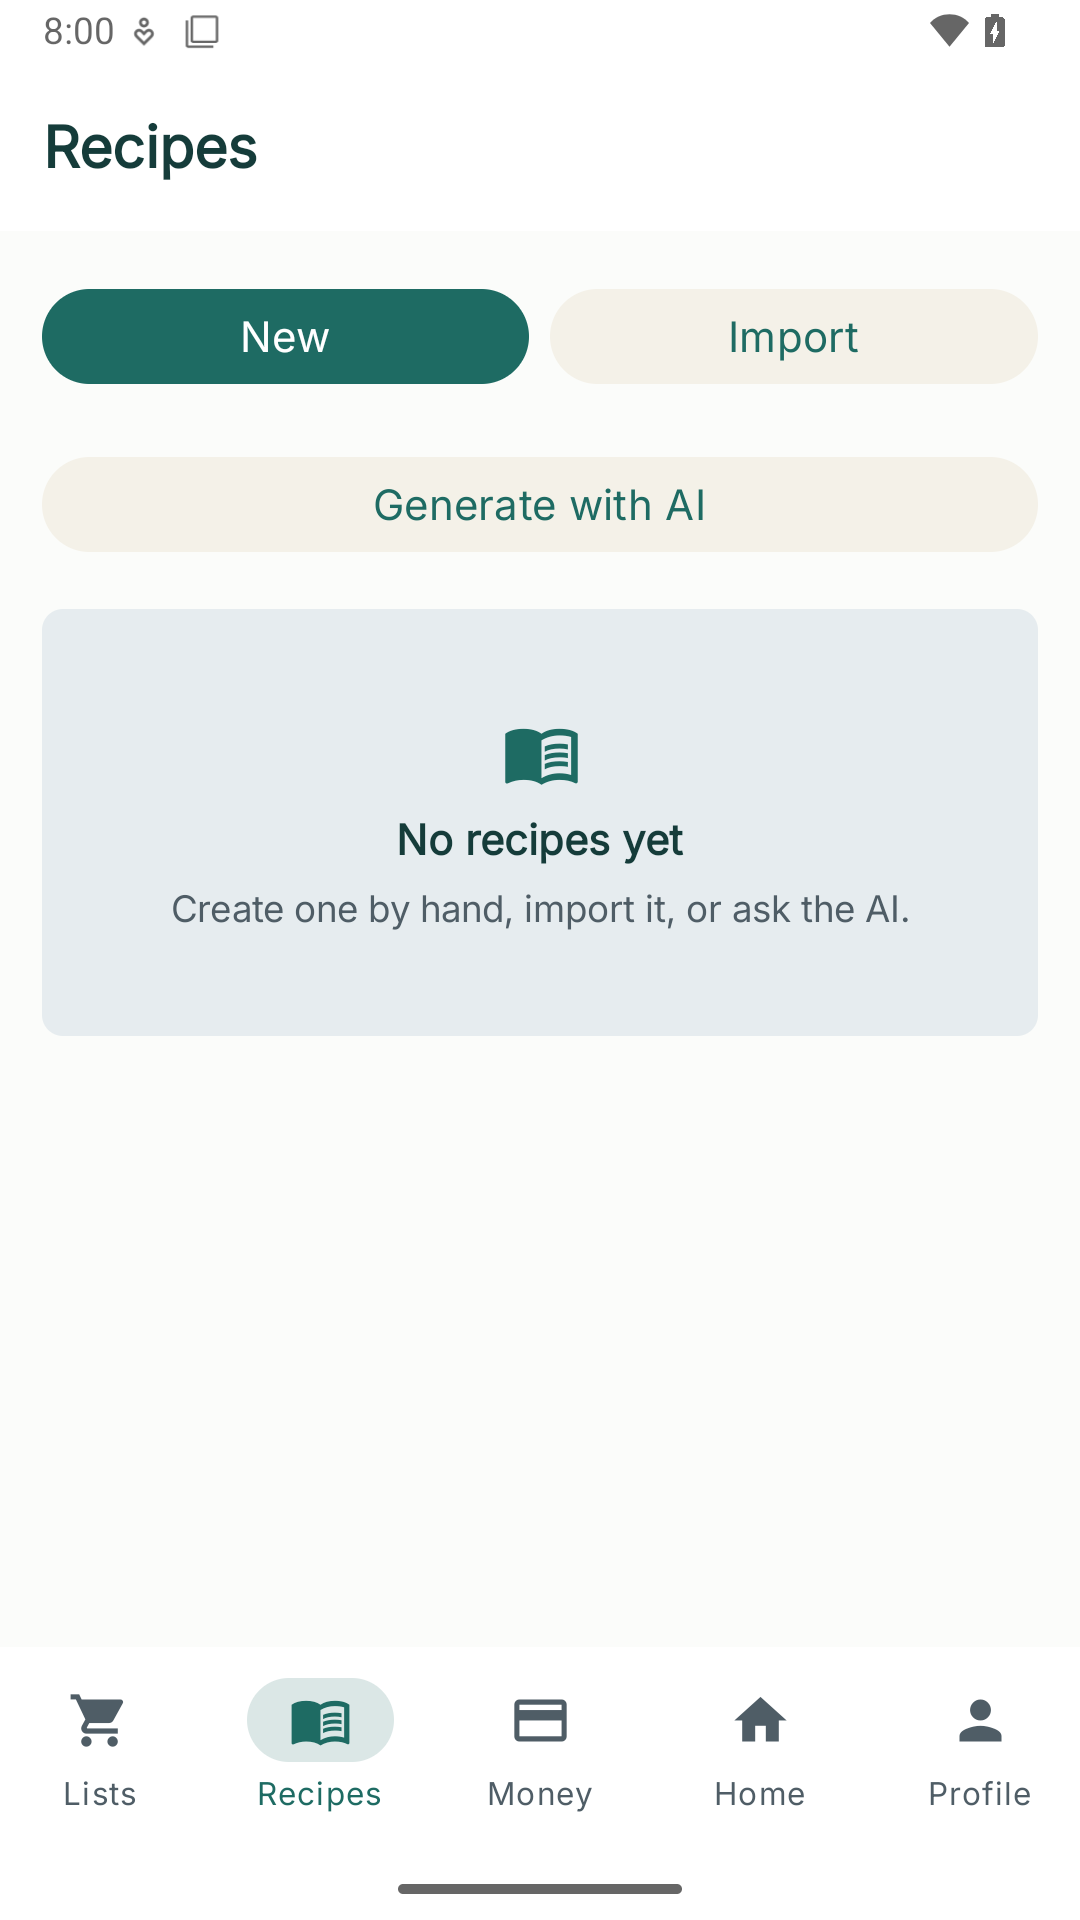 8:00
Recipes
New
Import
Generate with AI
No recipes yet
Create one by hand, import it, or ask the AI.
Lists
Recipes
Money
Home
Profile